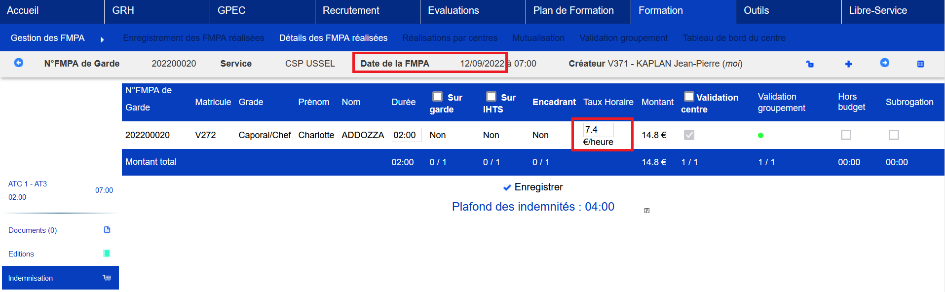 Accueil GRH GPEC Recrutement Evaluations Plan de Formation Formation Outils Libre-Service
Gestion des FMPA Enregistrement des FMPA réalisées Détails des FMPA réalisées Réalisations par centres Mutualisation Validation groupement Tableau de bord du centre
N°FMPA de Garde 202200020 Service CSP USSEL Date de la FMPA 12/09/2022 à 07:00 Créateur V371 - KAPLAN Jean-Pierre (moi)
N°FMPA de
Garde Matricule Grade Prénom Nom Durée Sur
garde Sur
IHTS Encadrant Taux Horaire Montant Validation
centre Validation
groupement Hors
budget Subrogation
202200020 V272 Caporal/Chef Charlotte ADDOZZA 02:00 Non Non Non 7.4
€/heure 14.8 €
Montant total 02:00 0 / 1 0 / 1 0 / 1 14.8 € 1 / 1 1 / 1 00:00 00:00
Enregistrer
Plafond des indemnités : 04:00
ATC 1 - AT3
02:00 07:00
Documents (0)
Editions
Indemnisation